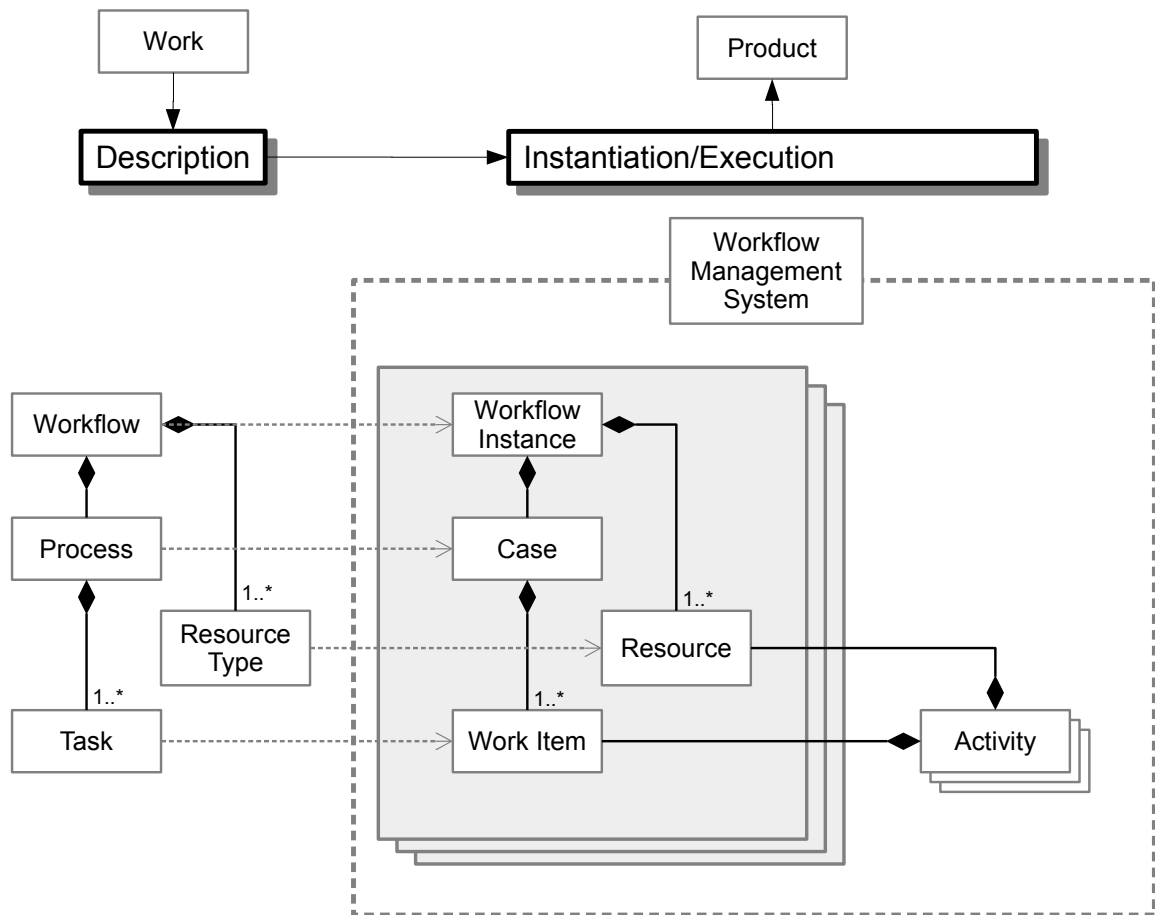 Work
Product
Description
Instantiation/Execution
Workflow
Management
System
Workflow
Workflow
Instance
Process
Case
1..*
1..*
Resource
Type
Resource
1..*
1..*
Task
Work Item
Activity